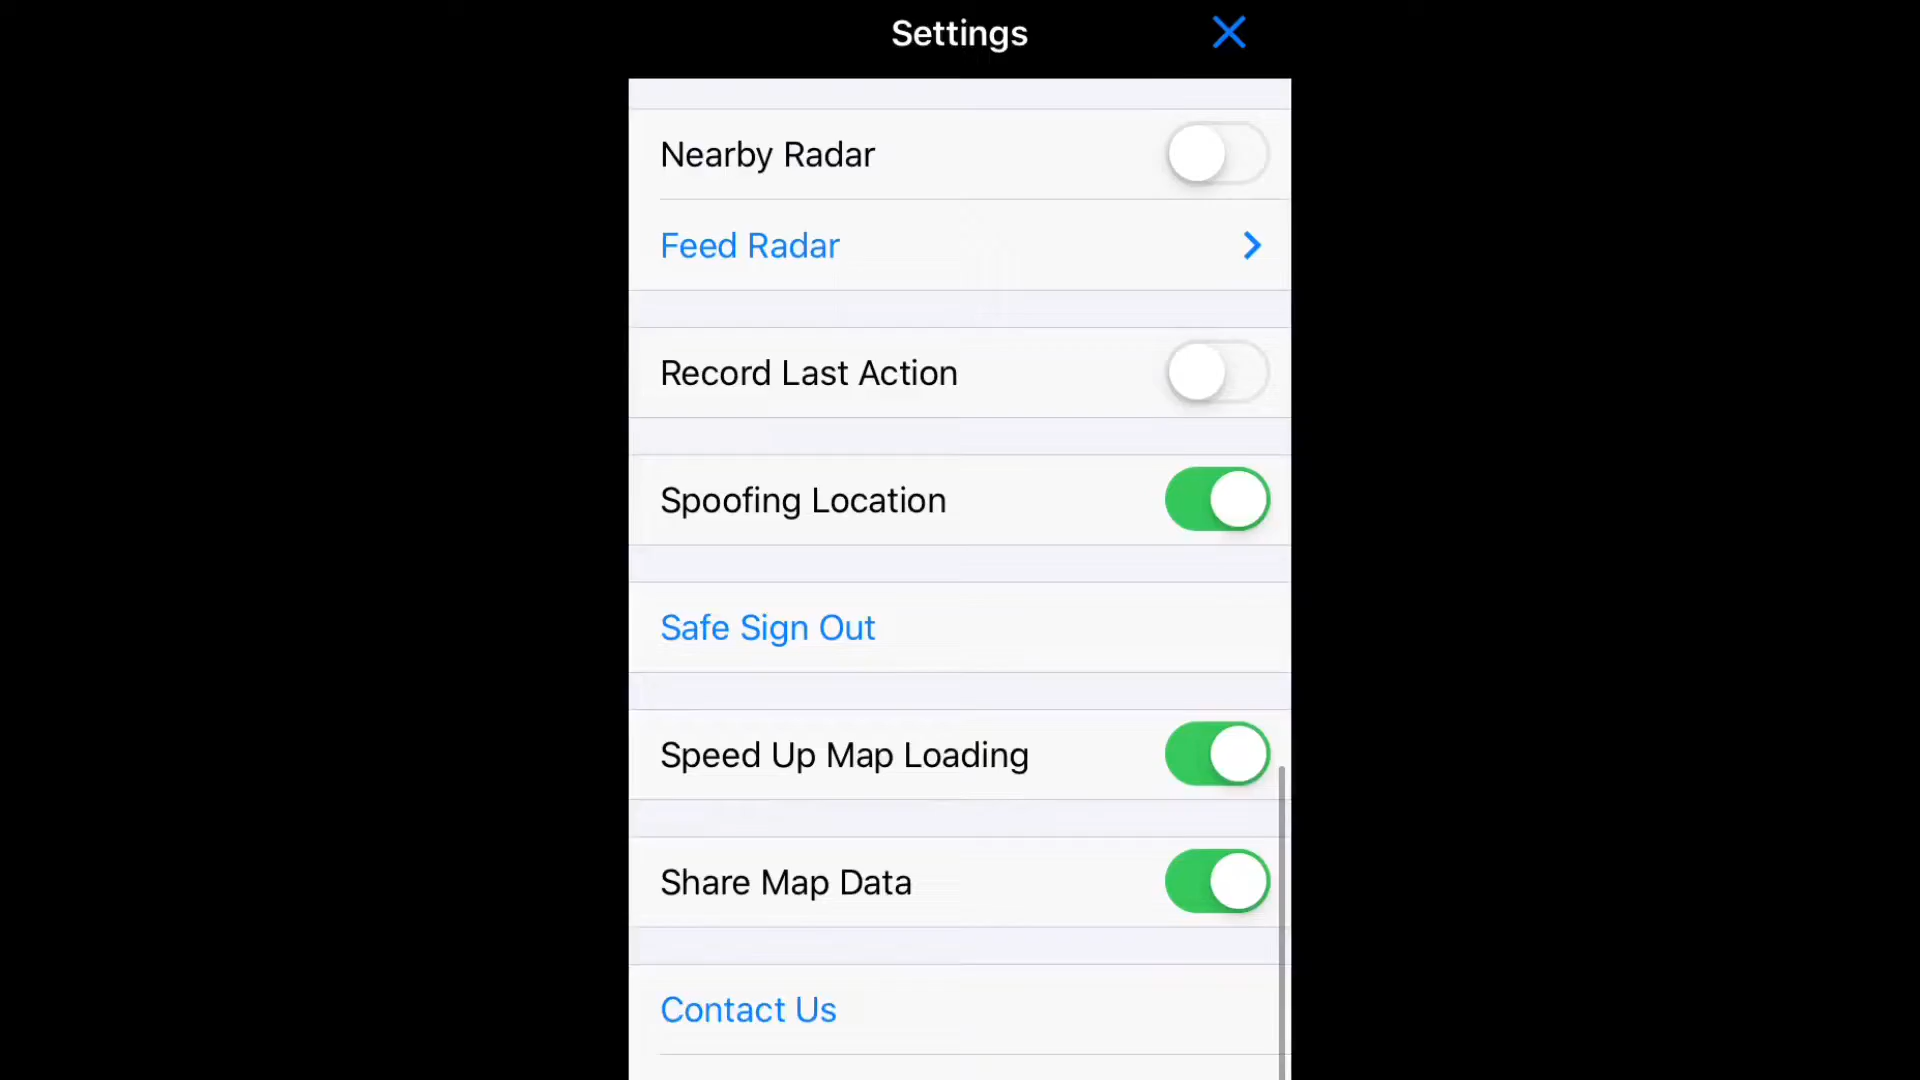 Settings
Nearby Radar
Feed Radar
Record Last Action
Spoofing Location
Safe Sign Out
Speed Up Map Loading
Share Map Data
Contact Us